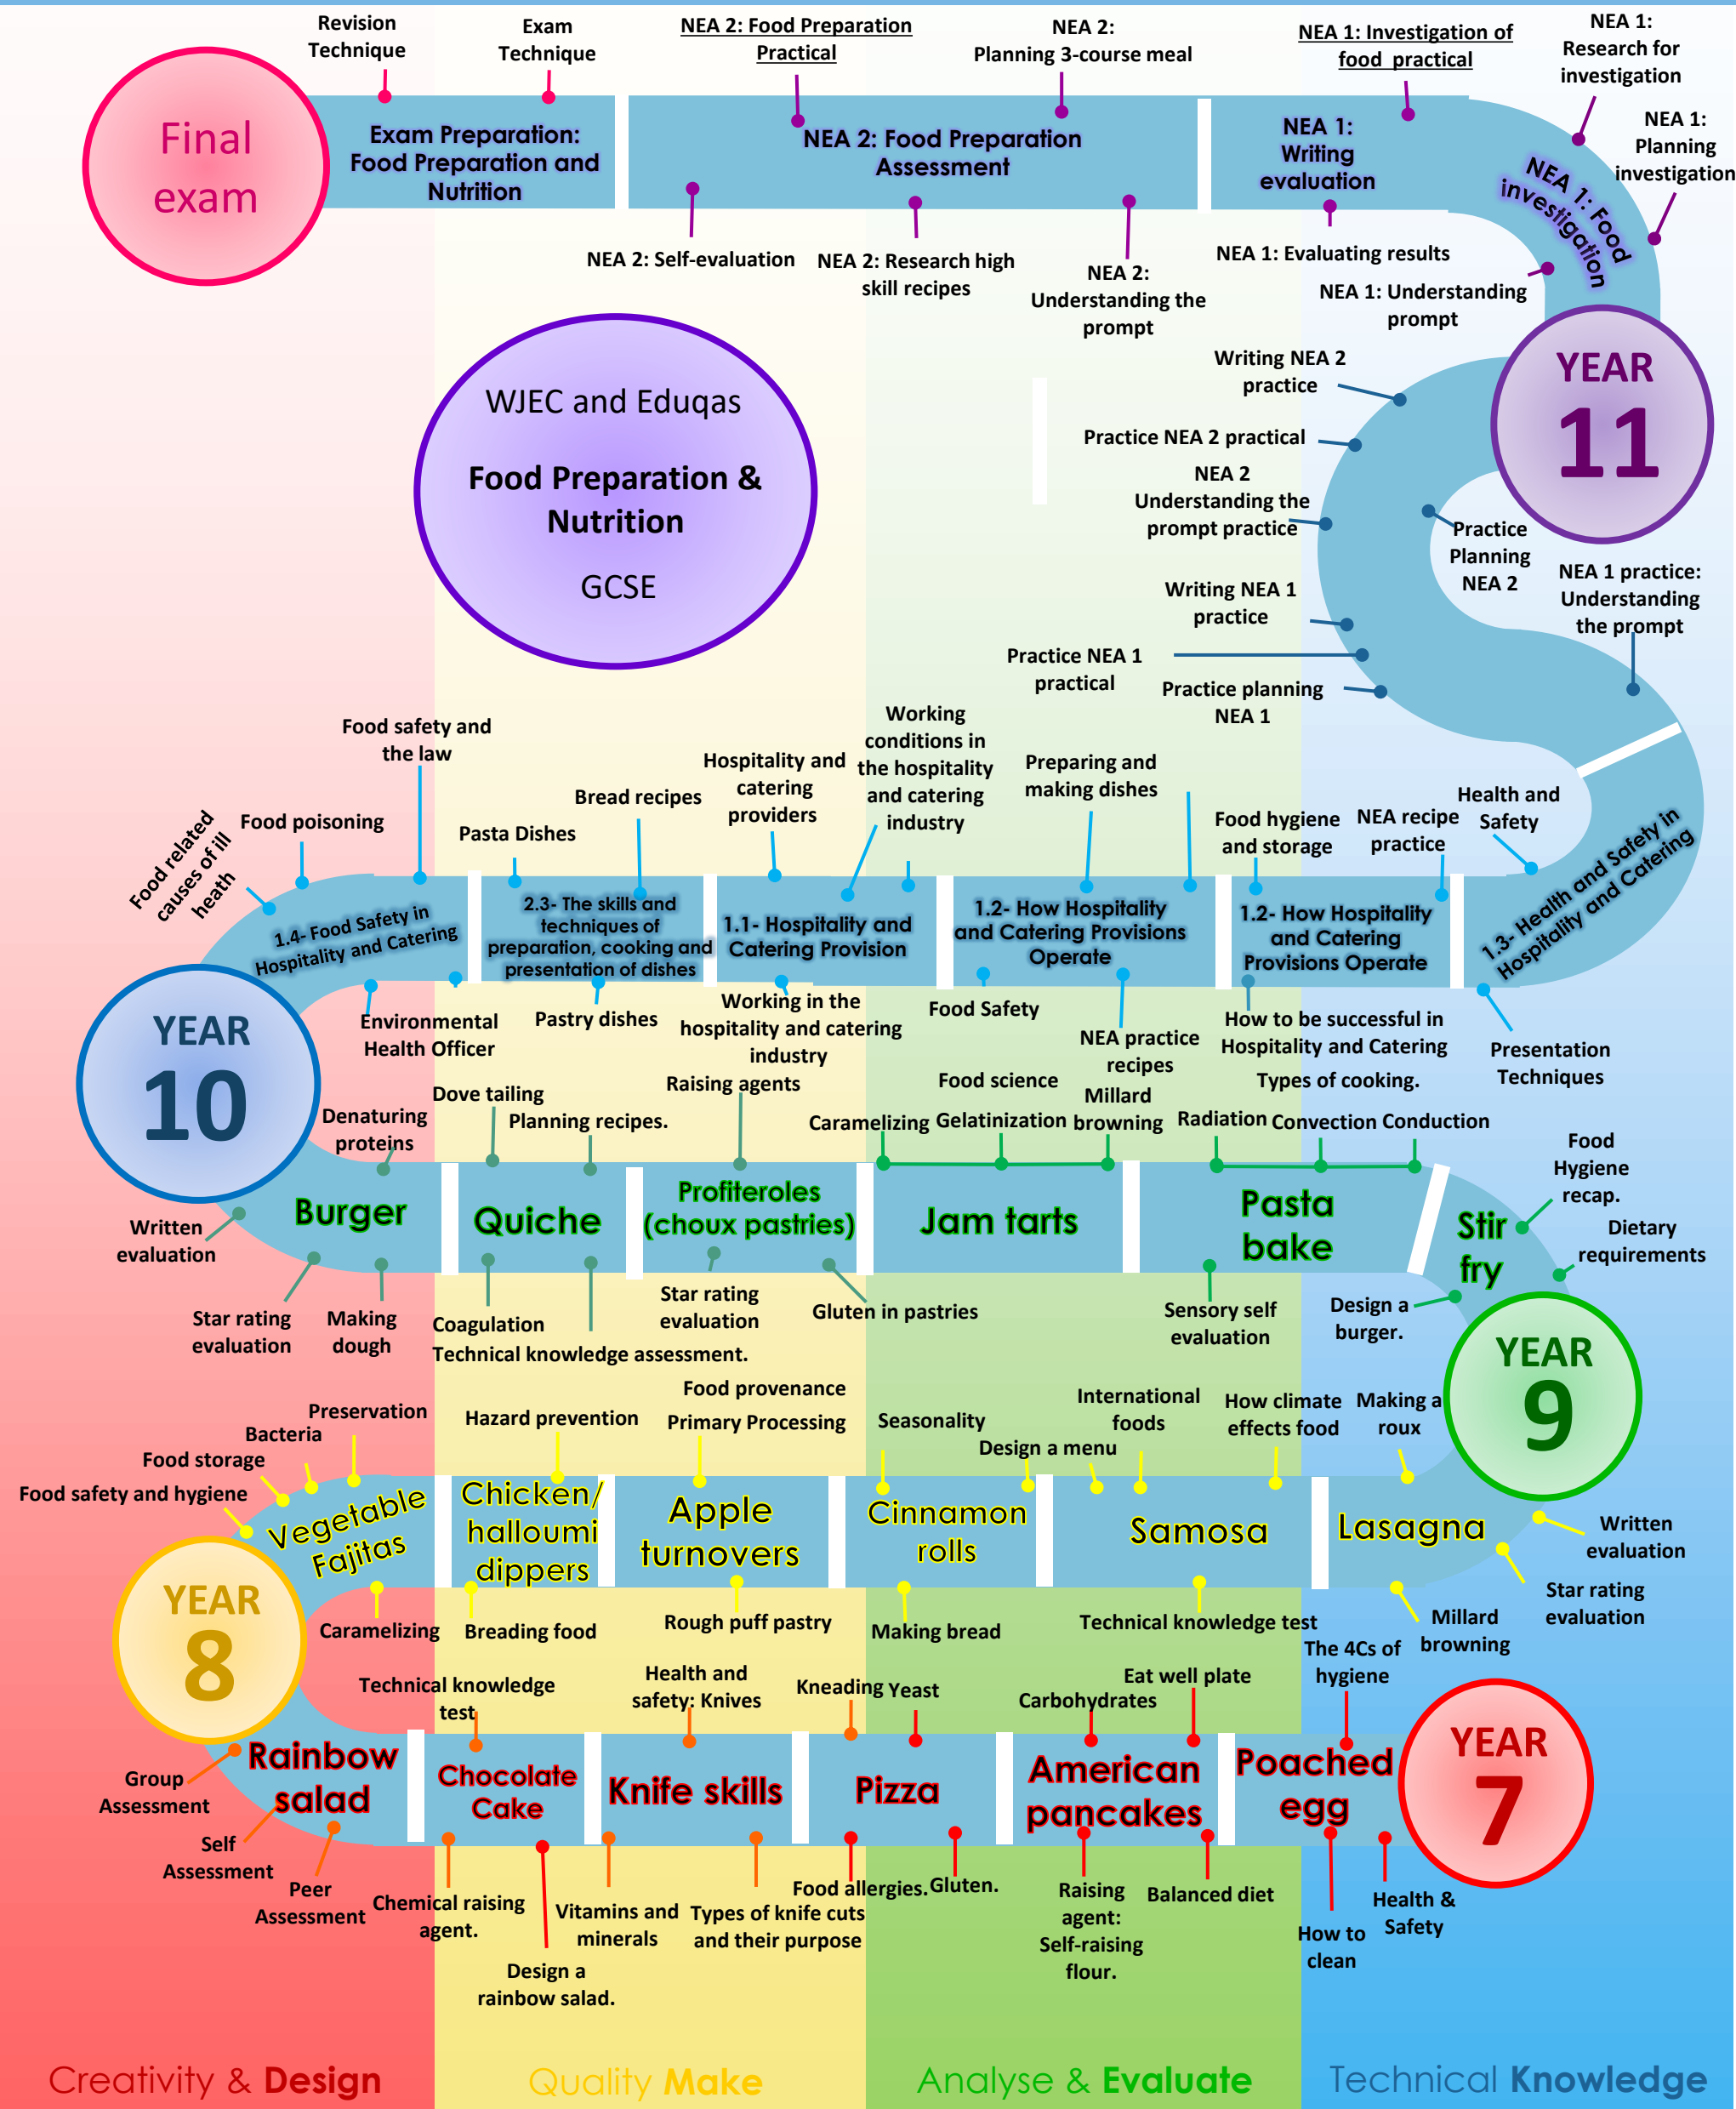 Revision
Technique
Exam
Technique
NEA 2: Food Preparation
Practical
NEA 2:
Planning 3-course meal
NEA 1: Investigation of
food practical
NEA 1:
Research for
investigation
NEA 1:
Planning
investigation
Final
exam
Exam Preparation:
Food Preparation and
Nutrition
NEA 2: Food Preparation
Assessment
NEA 1:
Writing
evaluation
NEA 1: Food
investigation
NEA 2: Self-evaluation
NEA 2: Research high
skill recipes
NEA 2:
Understanding the
prompt
NEA 1: Evaluating results
NEA 1: Understanding
prompt
YEAR
11
WJEC and Eduqas
Food Preparation &
Nutrition
GCSE
Writing NEA 2
practice
Practice NEA 2 practical
NEA 2
Understanding the
prompt practice
Practice
Planning
NEA 2
NEA 1 practice:
Understanding
the prompt
Writing NEA 1
practice
Practice NEA 1
practical
Practice planning
NEA 1
Food related
causes of ill
heath
Food poisoning
Food safety and
the law
Pasta Dishes
Bread recipes
Hospitality and
catering
providers
Working
conditions in
the hospitality
and catering
industry
Preparing and
making dishes
Food hygiene
and storage
NEA recipe
practice
Health and
Safety
1.4- Food Safety in
Hospitality and Catering
2.3- The skills and
techniques of
preparation, cooking and
presentation of dishes
1.1- Hospitality and
Catering Provision
1.2- How Hospitality
and Catering Provisions
Operate
1.2- How Hospitality
and Catering
Provisions Operate
1.3- Health and Safety in
Hospitality and Catering
YEAR
10
Environmental
Health Officer
Pastry dishes
Working in the
hospitality and catering
industry
Food Safety
NEA practice
recipes
How to be successful in
Hospitality and Catering
Presentation
Techniques
Denaturing
proteins
Dove tailing
Planning recipes.
Raising agents
Food science
Caramelizing
Gelatinization
Millard
browning
Types of cooking.
Radiation
Convection
Conduction
Food
Hygiene
recap.
Dietary
requirements
Burger
Quiche
Profiteroles
(choux pastries)
Jam tarts
Pasta
bake
Stir
fry
Written
evaluation
Star rating
evaluation
Making
dough
Coagulation
Technical knowledge assessment.
Star rating
evaluation
Gluten in pastries
Sensory self
evaluation
Design a
burger.
YEAR
9
Food safety and hygiene
Food storage
Bacteria
Preservation
Hazard prevention
Food provenance
Primary Processing
Seasonality
Design a menu
International
foods
How climate
effects food
Making a
roux
Vegetable
Fajitas
Chicken/
halloumi
dippers
Apple
turnovers
Cinnamon
rolls
Samosa
Lasagna
Written
evaluation
Star rating
evaluation
Millard
browning
YEAR
8
Caramelizing
Breading food
Rough puff pastry
Making bread
Technical knowledge test
Technical knowledge
test
Health and
safety: Knives
Kneading
Yeast
Carbohydrates
Eat well plate
The 4Cs of
hygiene
Rainbow
salad
Chocolate
Cake
Knife skills
Pizza
American
pancakes
Poached
egg
YEAR
7
Group
Assessment
Self
Assessment
Peer
Assessment
Chemical raising
agent.
Design a
rainbow salad.
Vitamins and
minerals
Types of knife cuts
and their purpose
Food allergies.
Gluten.
Raising
agent:
Self-raising
flour.
Balanced diet
How to
clean
Health &
Safety
Creativity & Design
Quality Make
Analyse & Evaluate
Technical Knowledge